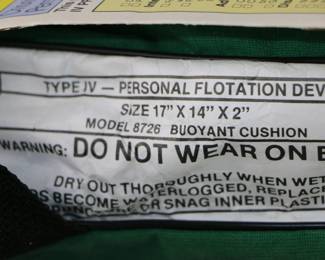 TYPE IV — PERSONAL FLOTATION DEV
SIZE 17" X 14" X 2"
MODEL 8726 BUOYANT CUSHION
WARNING: DO NOT WEAR ON B
DRY OUT THOROUGHLY WHEN WET
RS BECOME WATERLOGGED, REPLACE
OR SNAG INNER PLASTI